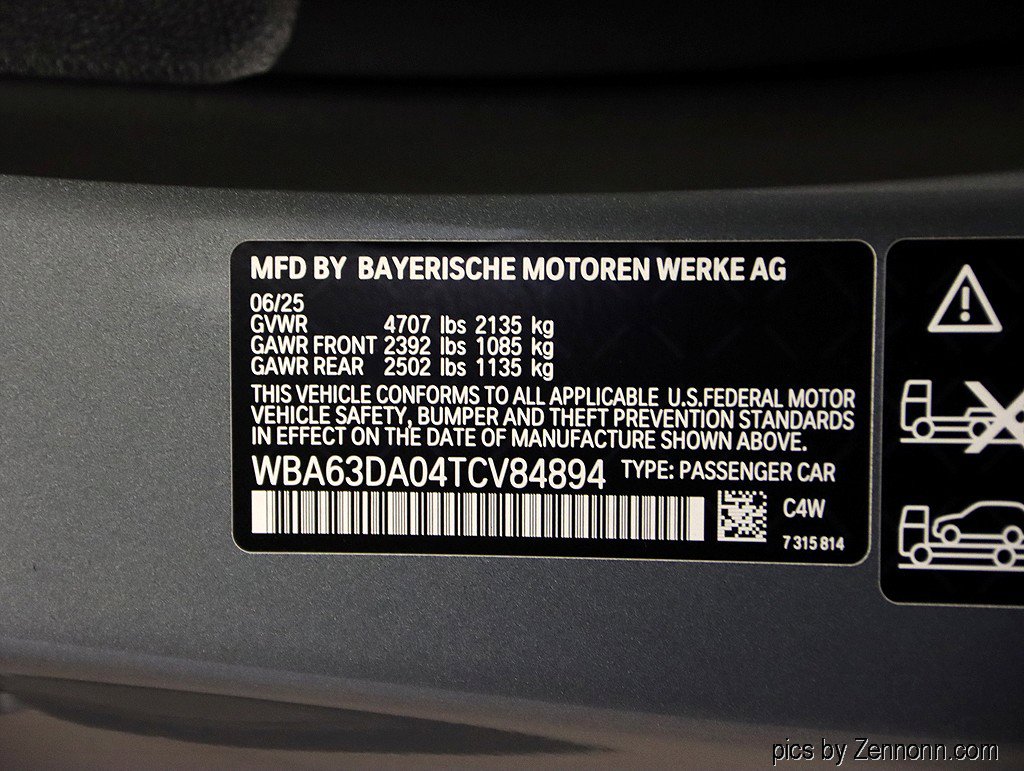 MFD BY BAYERISCHE MOTOREN WERKE AG
06/25
GVWR 4707 lbs 2135 kg
GAWR FRONT 2392 lbs 1085 kg
GAWR REAR 2502 lbs 1135 kg
THIS VEHICLE CONFORMS TO ALL APPLICABLE U.S.FEDERAL MOTOR
VEHICLE SAFETY, BUMPER AND THEFT PREVENTION STANDARDS
IN EFFECT ON THE DATE OF MANUFACTURE SHOWN ABOVE.
WBA63DA04TCV84894 TYPE: PASSENGER CAR
C4W
7 315 814
pics by Zennonn.com